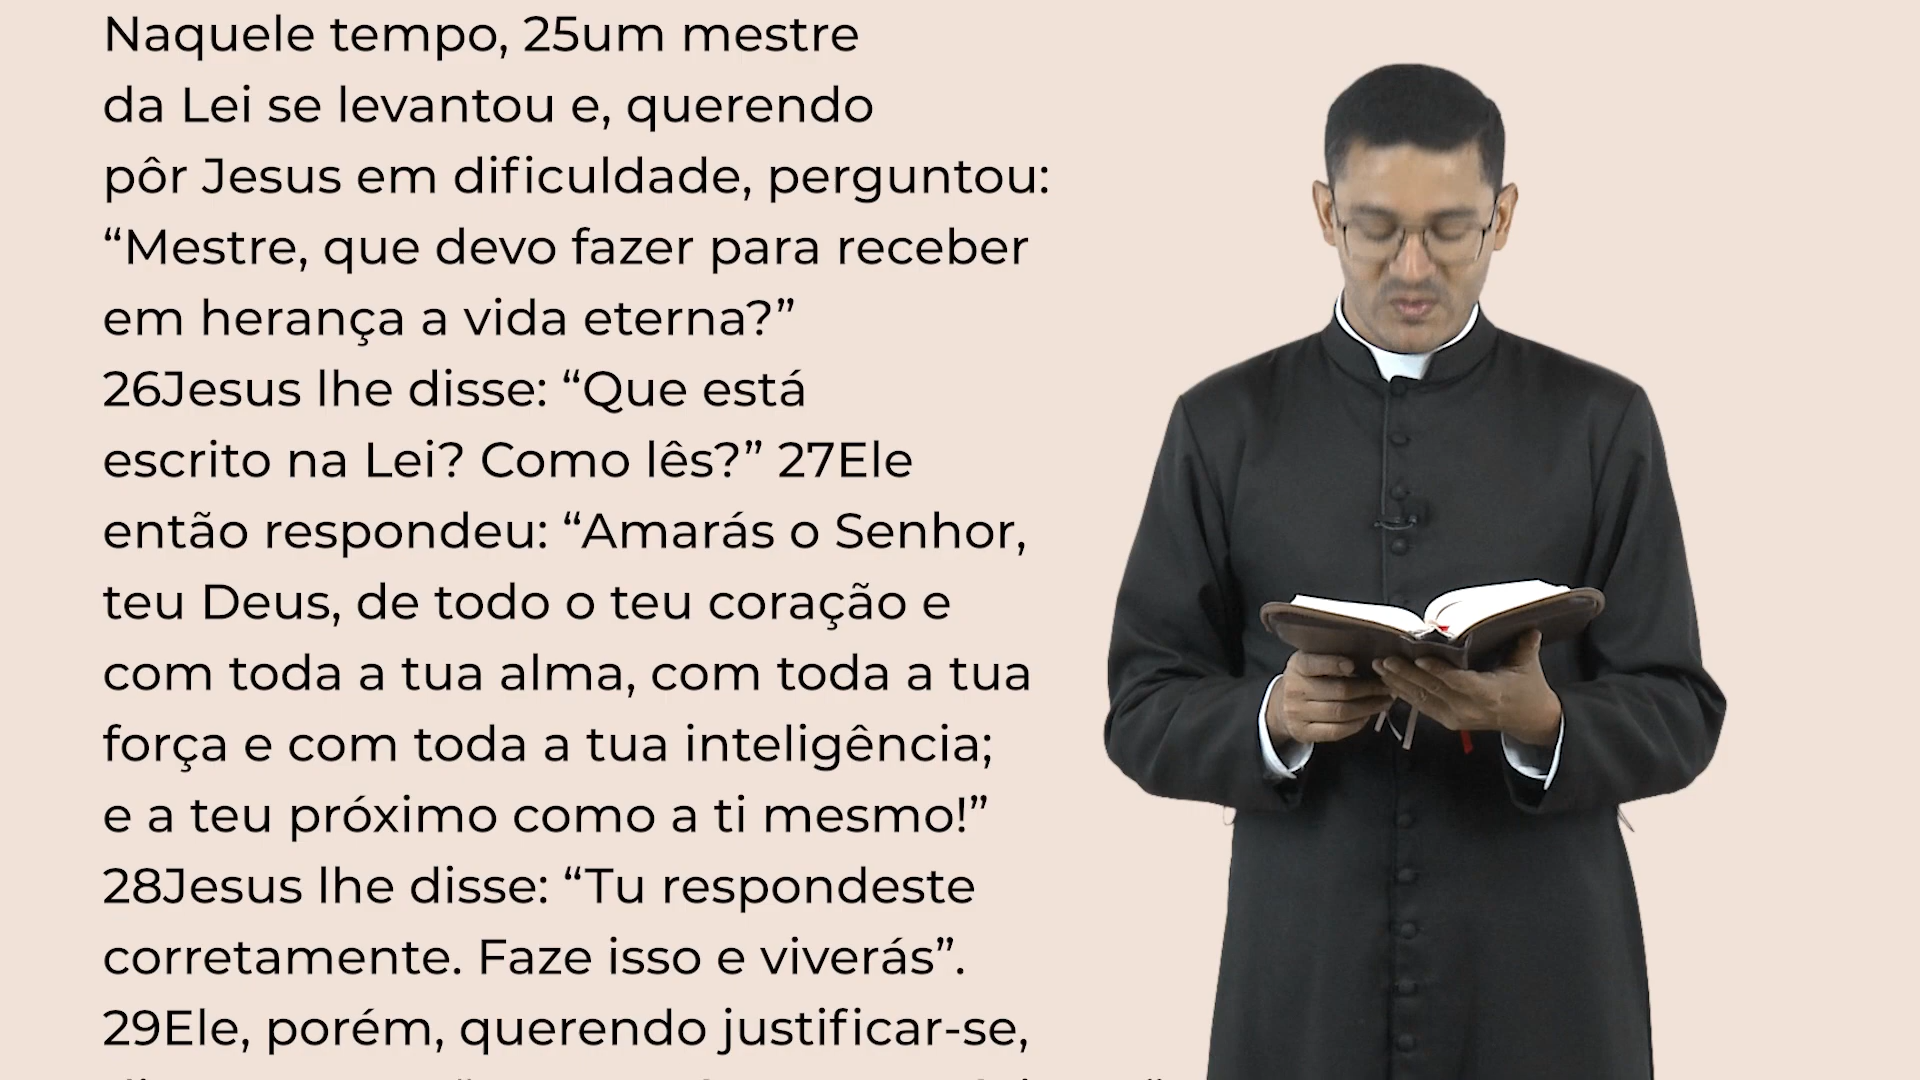 Naquele tempo, 25um mestre
da Lei se levantou e, querendo
pôr Jesus em dificuldade, perguntou:
“Mestre, que devo fazer para receber
em herança a vida eterna?”
26Jesus lhe disse: “Que está
escrito na Lei? Como lês?” 27Ele
então respondeu: “Amarás o Senhor,
teu Deus, de todo o teu coração e
com toda a tua alma, com toda a tua
força e com toda a tua inteligência;
e a teu próximo como a ti mesmo!”
28Jesus lhe disse: “Tu respondeste
corretamente. Faze isso e viverás”.
29Ele, porém, querendo justificar-se,